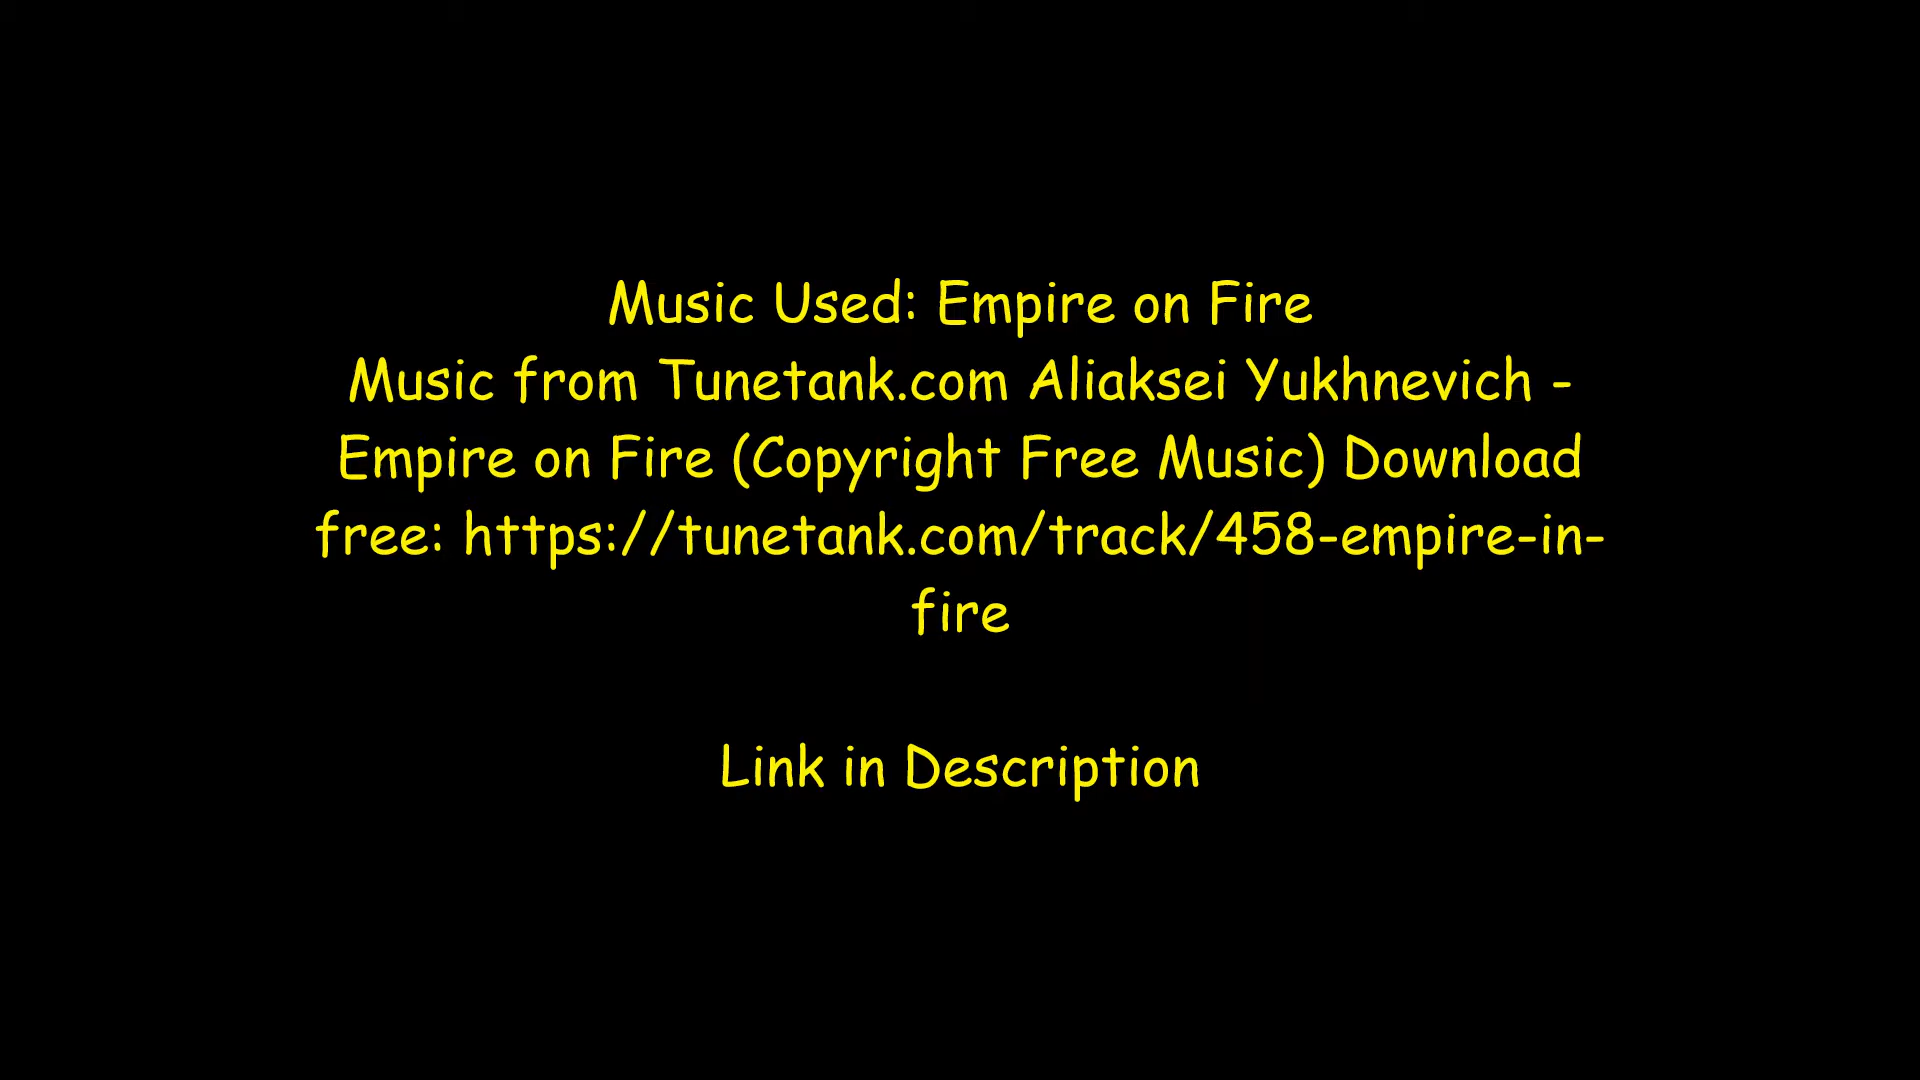 Music Used: Empire on Fire
Music from Tunetank.com Aliaksei Yukhnevich -
Empire on Fire (Copyright Free Music) Download
free: https://tunetank.com/track/458-empire-in-
fire
Link in Description